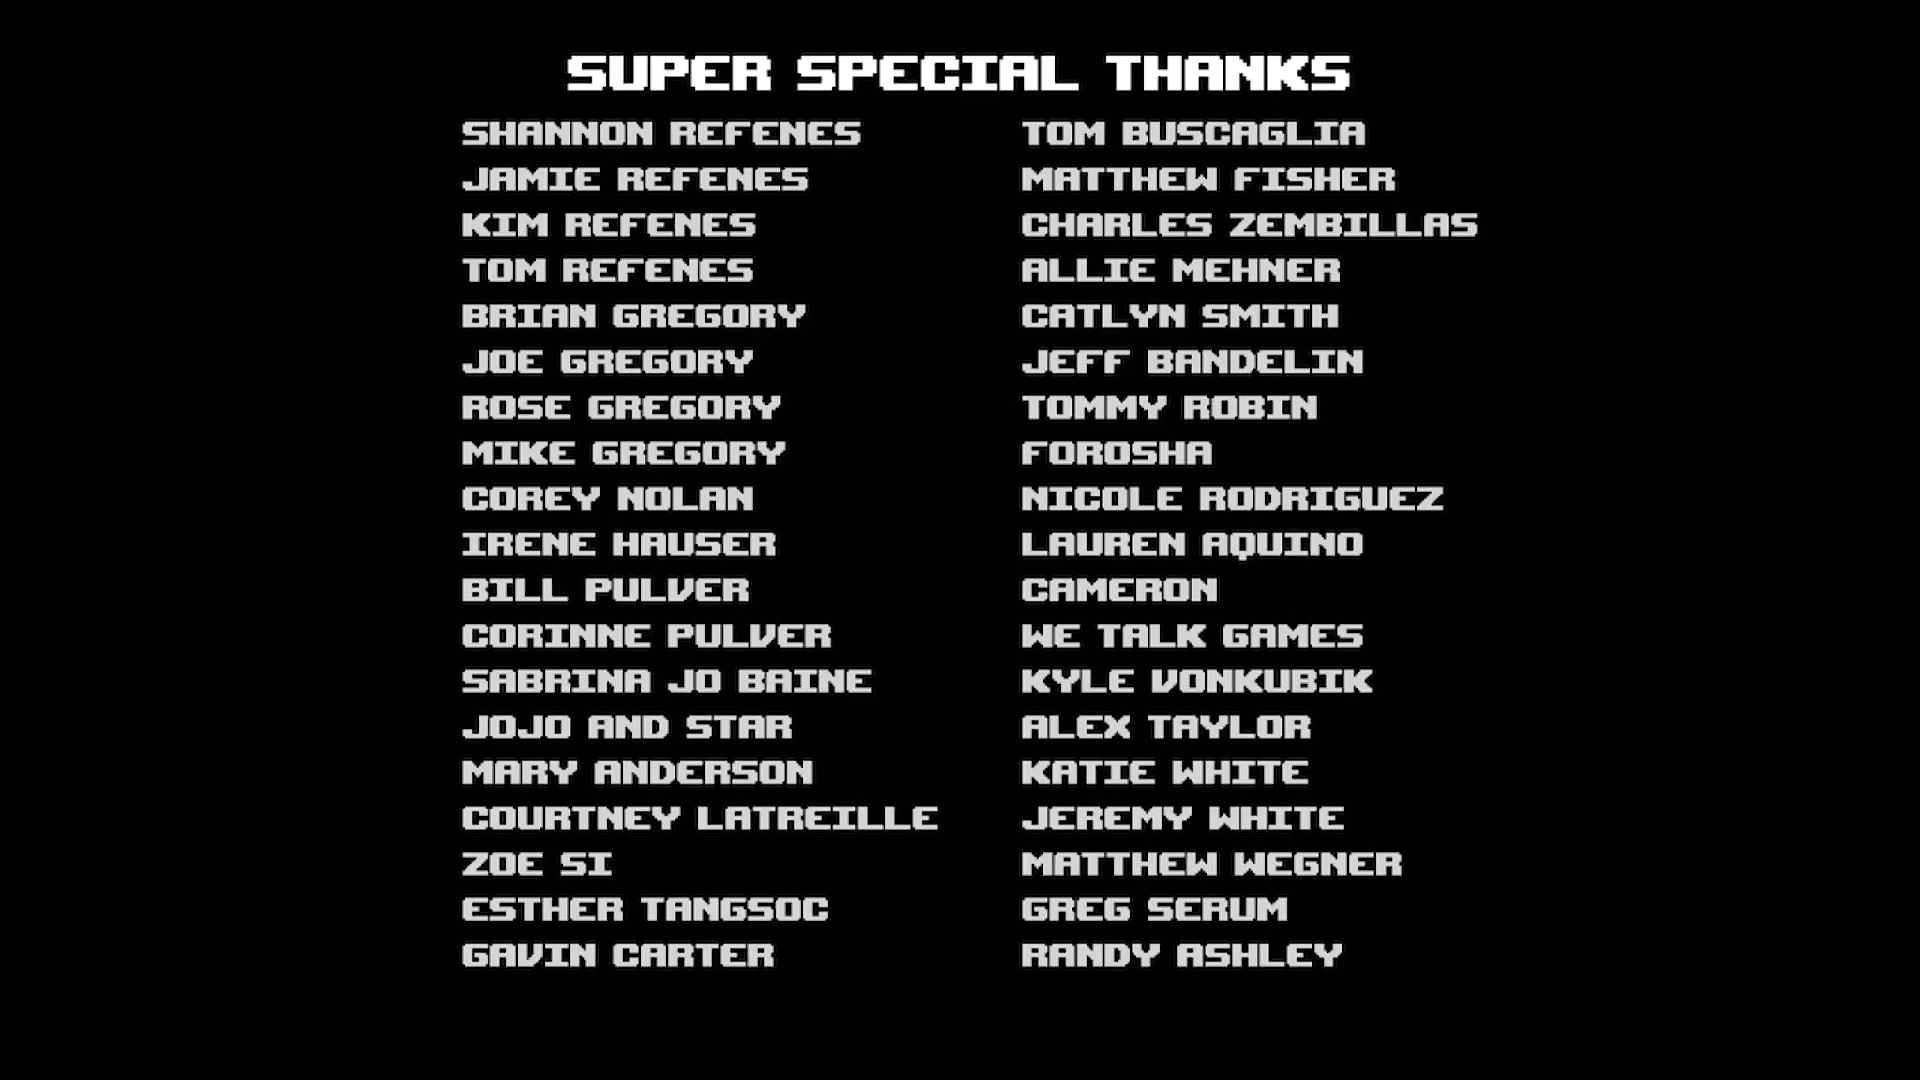 SUPER SPECIAL THANKS
SHANNON REFENES
JAMIE REFENES
KIM REFENES
TOM REFENES
BRIAN GREGORY
JOE GREGORY
ROSE GREGORY
MIKE GREGORY
COREY NOLAN
IRENE HAUSER
BILL PULVER
CORINNE PULVER
SABRINA JO BAINE
JOJO AND STAR
MARY ANDERSON
COURTNEY LATREILLE
ZOE SI
ESTHER TANGSOC
GAVIN CARTER
TOM BUSCAGLIA
MATTHEW FISHER
CHARLES ZEMBILLAS
ALLIE MEHNER
CATLYN SMITH
JEFF BANDELIN
TOMMY ROBIN
FOROSHA
NICOLE RODRIGUEZ
LAUREN AQUINO
CAMERON
WE TALK GAMES
KYLE VONKUBIK
ALEX TAYLOR
KATIE WHITE
JEREMY WHITE
MATTHEW WEGNER
GREG SERUM
RANDY ASHLEY